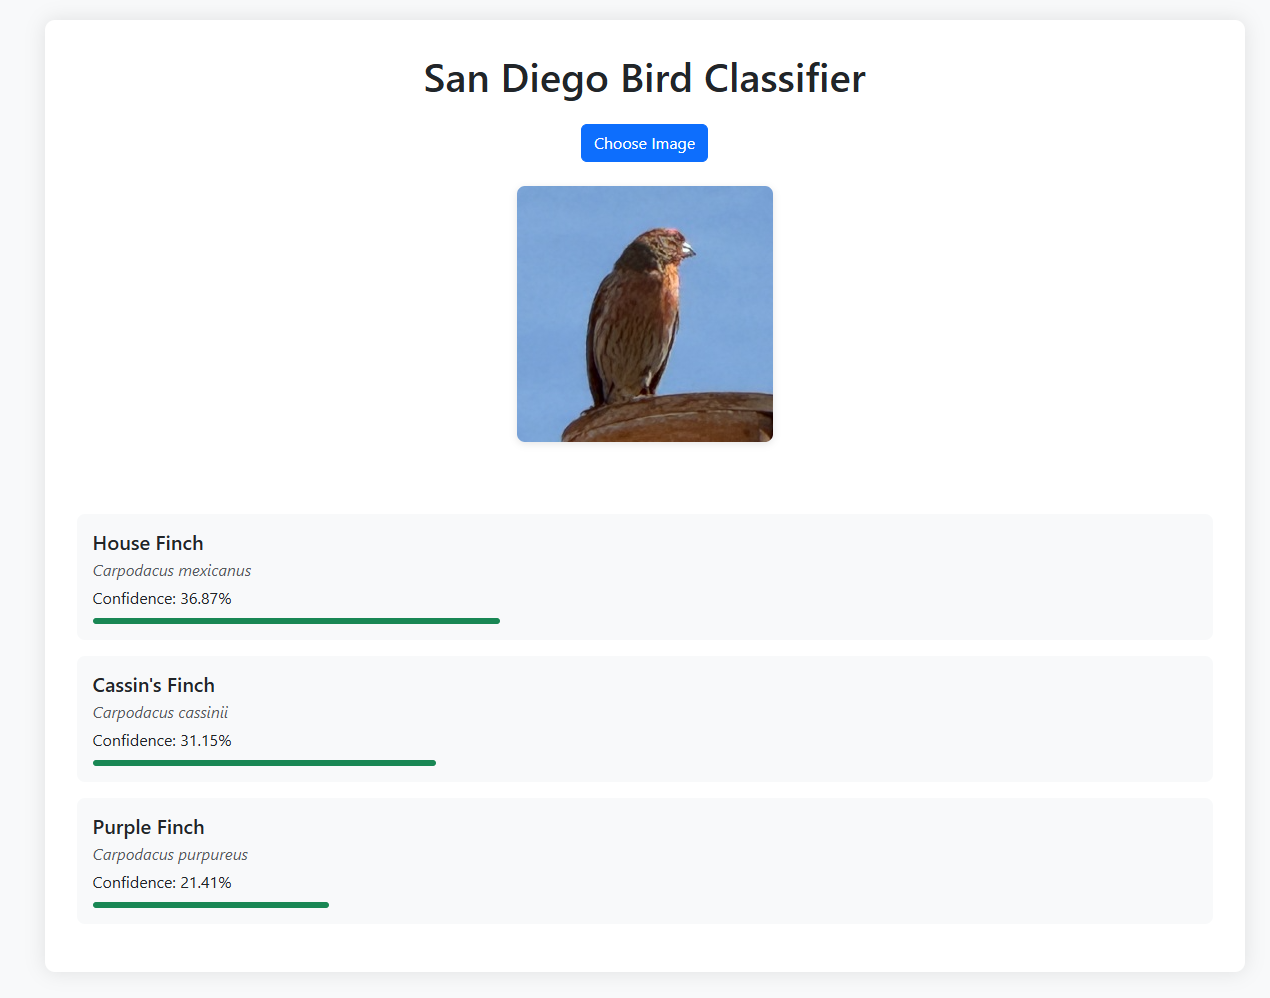 San Diego Bird Classifier
Choose Image
House Finch
Carpodacus mexicanus
Confidence: 36.87%
Cassin's Finch
Carpodacus cassinii
Confidence: 31.15%
Purple Finch
Carpodacus purpureus
Confidence: 21.41%